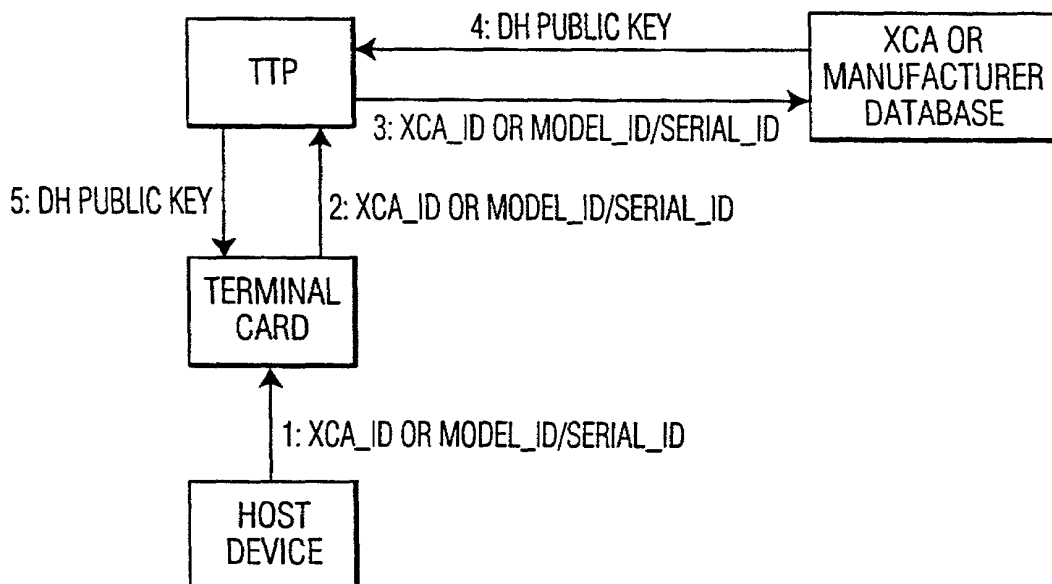 4: DH PUBLIC KEY
TTP
XCA OR
MANUFACTURER
DATABASE
3: XCA_ID OR MODEL_ID/SERIAL_ID
5: DH PUBLIC KEY
2: XCA_ID OR MODEL_ID/SERIAL_ID
TERMINAL
CARD
1: XCA_ID OR MODEL_ID/SERIAL_ID
HOST
DEVICE